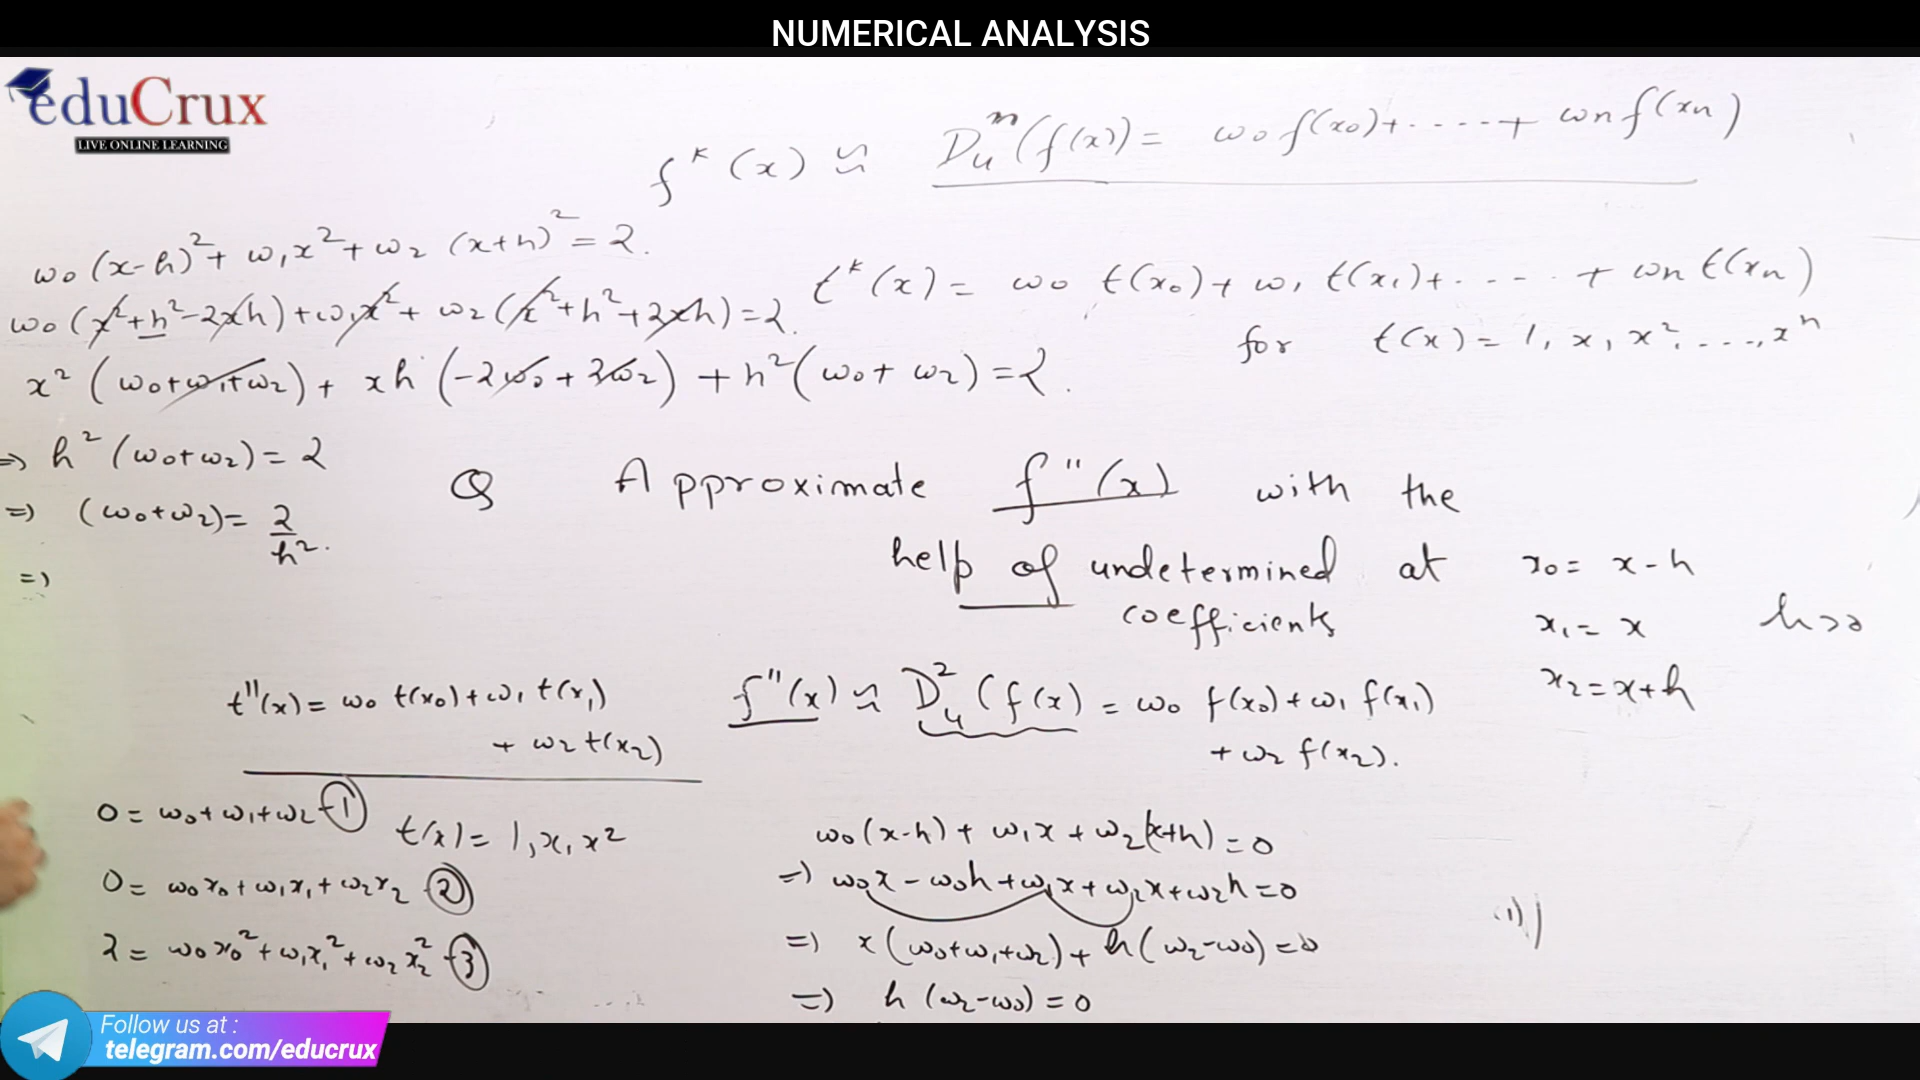 NUMERICAL ANALYSIS
eduCrux
LIVE ONLINE LEARNING
f^k (x) ≈ D_u^n (f(x)) = w₀ f(x₀) + ..... + wn f(xn)
w₀ (x-h)² + w₁x² + w₂ (x+h)² = 2.
w₀ (x²+h²-2xh) + w₁x² + w₂ (x²+h²+2xh) = 2.
x² (w₀+w₁+w₂) + xh (-2w₀ + 2w₂) + h² (w₀ + w₂) = 2.
t^k (x) = w₀ t(x₀) + w₁ t(x₁) + ..... + wn t(xn)
for t(x) = 1, x, x², ...., x^n
⇒ h² (w₀+w₂) = 2
⇒ (w₀+w₂) = 2/h².
⇒
Q Approximate f''(x) with the
help of undetermined at
coefficients
x₀ = x-h
x₁ = x
h>0
x₂ = x+h
t''(x) = w₀ t(x₀) + w₁ t(x₁)
+ w₂ t(x₂)
f''(x) ≈ D_u^2 (f(x) = w₀ f(x₀) + w₁ f(x₁)
+ w₂ f(x₂).
0 = w₀+w₁+w₂ - ①
t(x) = 1, x, x²
0 = w₀x₀ + w₁x₁ + w₂x₂ ②
2 = w₀x₀² + w₁x₁² + w₂x₂² - ③
w₀(x-h) + w₁x + w₂(x+h) = 0
⇒ w₀x - w₀h + w₁x + w₂x + w₂h = 0
⇒ x (w₀+w₁+w₂) + h (w₂-w₀) = 0
⇒ h (w₂-w₀) = 0
Follow us at :
telegram.com/educrux